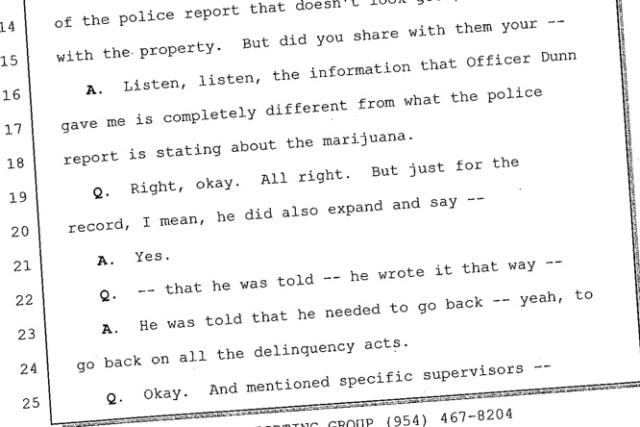 14 of the police report that doesn't look
15 with the property. But did you share with them your --
16 A. Listen, listen, the information that Officer Dunn
17 gave me is completely different from what the police
18 report is stating about the marijuana.
19 Q. Right, okay. All right. But just for the
20 record, I mean, he did also expand and say --
21 A. Yes.
22 Q. -- that he was told -- he wrote it that way --
23 A. He was told that he needed to go back -- yeah, to
24 go back on all the delinquency acts.
25 Q. Okay. And mentioned specific supervisors --
GROUP (954) 467-8204